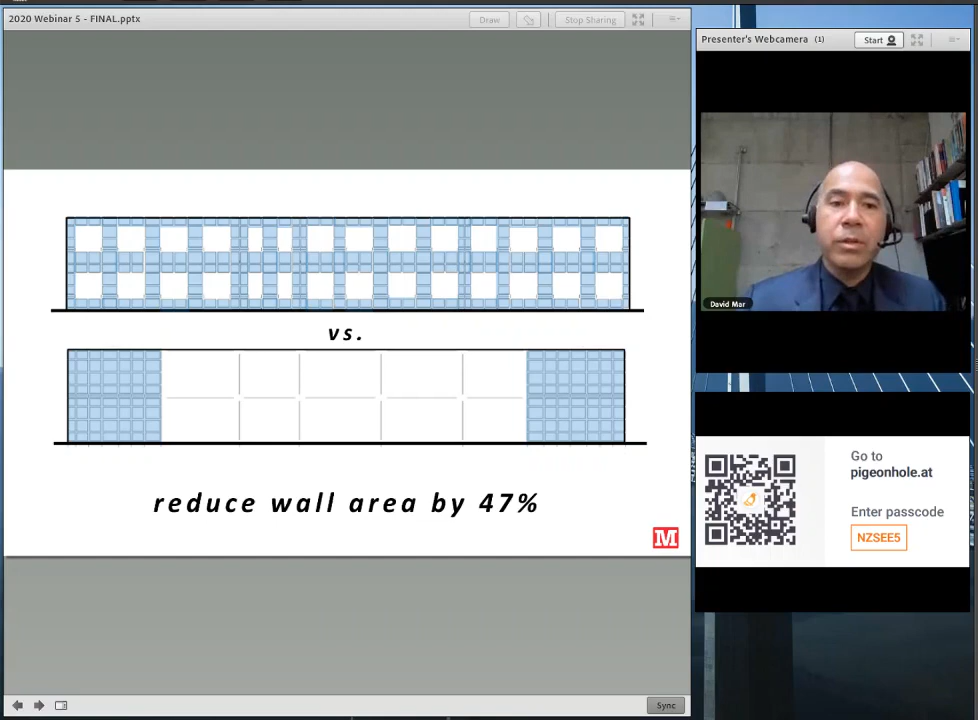 2020 Webinar 5 - FINAL.pptx
Draw
Stop Sharing
vs.
reduce wall area by 47%
M
Sync
Presenter's Webcamera (1)
Start
David Mar
Go to
pigeonhole.at
Enter passcode
NZSEE5